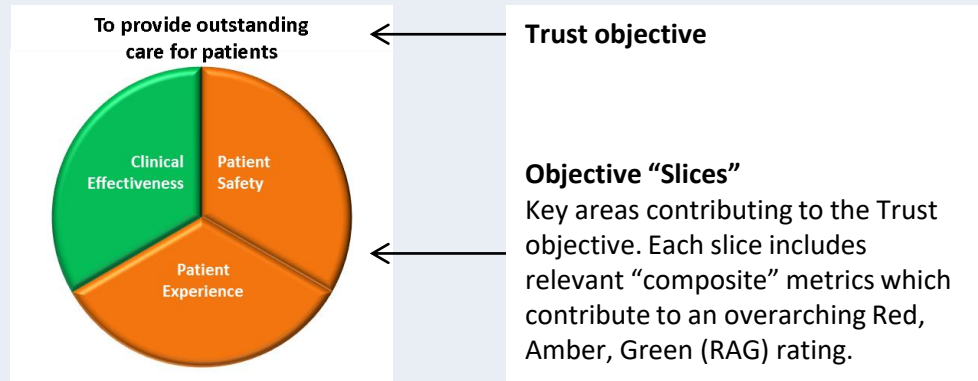 To provide outstanding
care for patients
Clinical
Effectiveness
Patient
Safety
Patient
Experience
Trust objective
Objective “Slices”
Key areas contributing to the Trust
objective. Each slice includes
relevant “composite” metrics which
contribute to an overarching Red,
Amber, Green (RAG) rating.